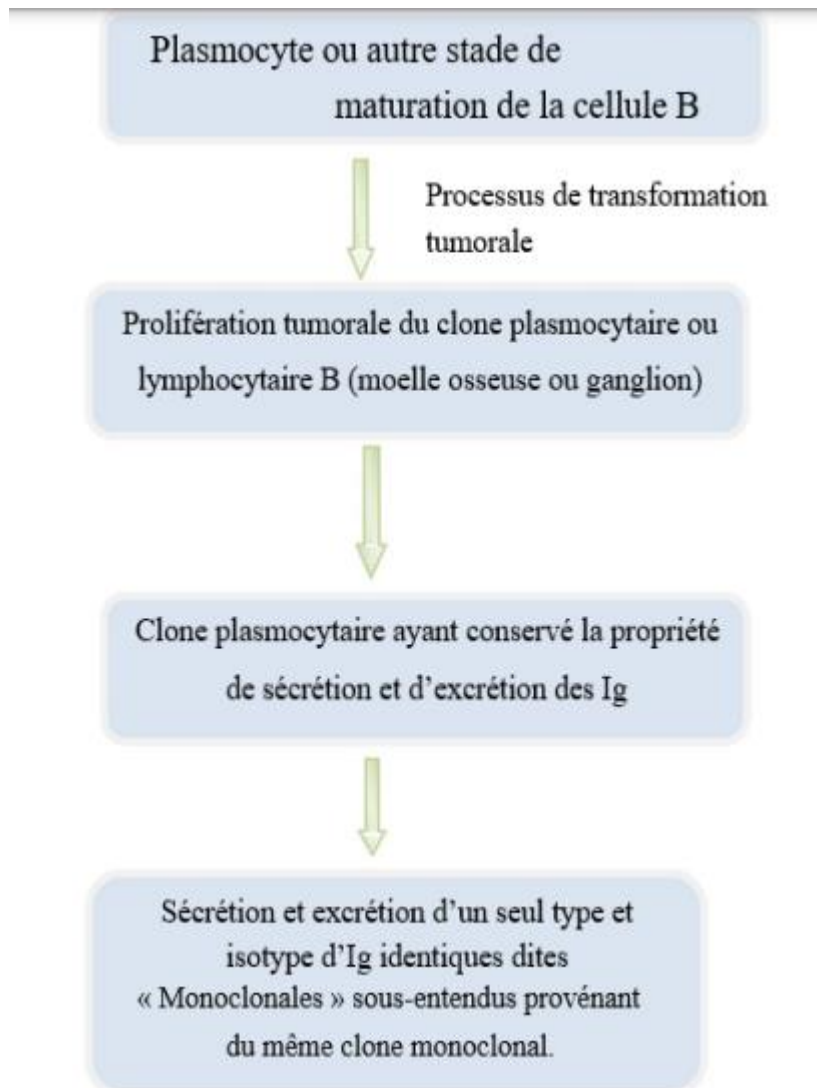 Plasmocyte ou autre stade de
maturation de la cellule B
Processus de transformation
tumorale
Prolifération tumorale du clone plasmocytaire ou
lymphocytaire B (moelle osseuse ou ganglion)
Clone plasmocytaire ayant conservé la propriété
de sécrétion et d’excrétion des Ig
Sécrétion et excrétion d’un seul type et
isotype d’Ig identiques dites
« Monoclonales » sous-entendus provénant
du même clone monoclonal.